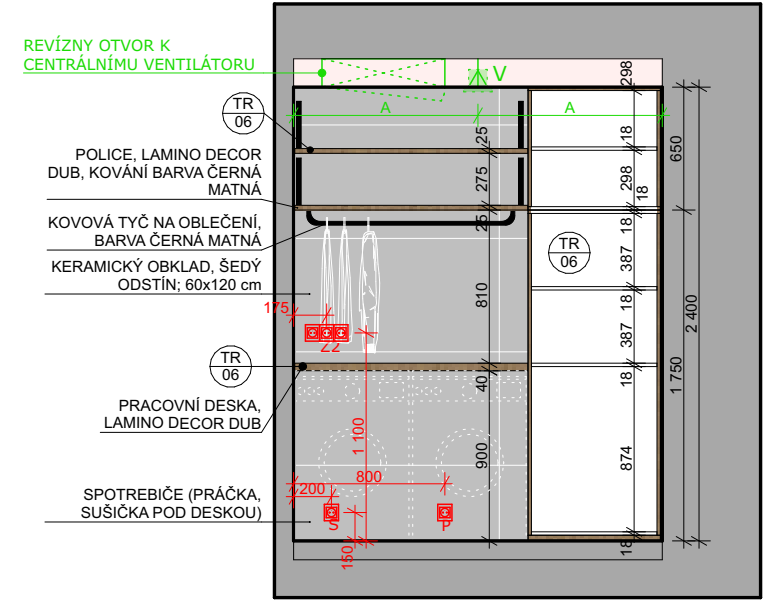 REVÍZNY OTVOR K
CENTRÁLNÍMU VENTILÁTORU
V
298
A
A
TR
06
25
18
650
POLICE, LAMINO DECOR
DUB, KOVÁNÍ BARVA ČERNÁ
MATNÁ
275
298
18
KOVOVÁ TYČ NA OBLEČENÍ,
BARVA ČERNÁ MATNÁ
25
18
TR
06
387
KERAMICKÝ OBKLAD, ŠEDÝ
ODSTÍN; 60x120 cm
810
175
18
2 400
Z2
387
TR
06
40
18
1 750
PRACOVNÍ DESKA,
LAMINO DECOR DUB
1 100
900
874
800
200
SPOTREBIČE (PRÁČKA,
SUŠIČKA POD DESKOU)
S
P
150
18